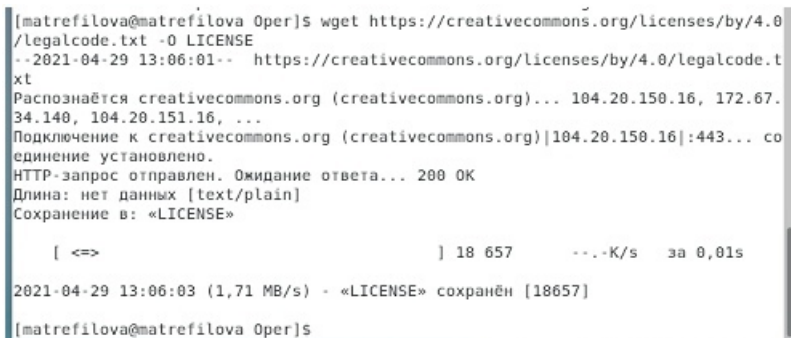 [matrefilova@matrefilova Oper]$ wget https://creativecommons.org/licenses/by/4.0
/legalcode.txt -O LICENSE
--2021-04-29 13:06:01--  https://creativecommons.org/licenses/by/4.0/legalcode.t
xt
Распознаётся creativecommons.org (creativecommons.org)... 104.20.150.16, 172.67.
34.140, 104.20.151.16, ...
Подключение к creativecommons.org (creativecommons.org)|104.20.150.16|:443... со
единение установлено.
HTTP-запрос отправлен. Ожидание ответа... 200 OK
Длина: нет данных [text/plain]
Сохранение в: «LICENSE»
[ <=> ] 18 657 --.-K/s за 0,01s
2021-04-29 13:06:03 (1,71 MB/s) - «LICENSE» сохранён [18657]
[matrefilova@matrefilova Oper]$